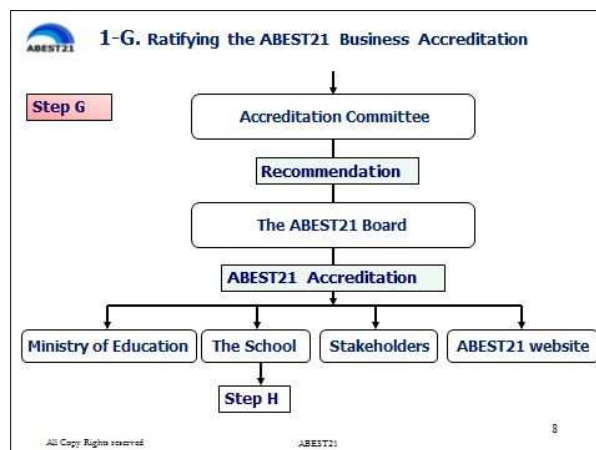 ABEST21
1-G. Ratifying the ABEST21 Business Accreditation
Step G
Accreditation Committee
Recommendation
The ABEST21 Board
ABEST21 Accreditation
Ministry of Education
The School
Stakeholders
ABEST21 website
Step H
8
All Copy Rights reserved
ABEST21